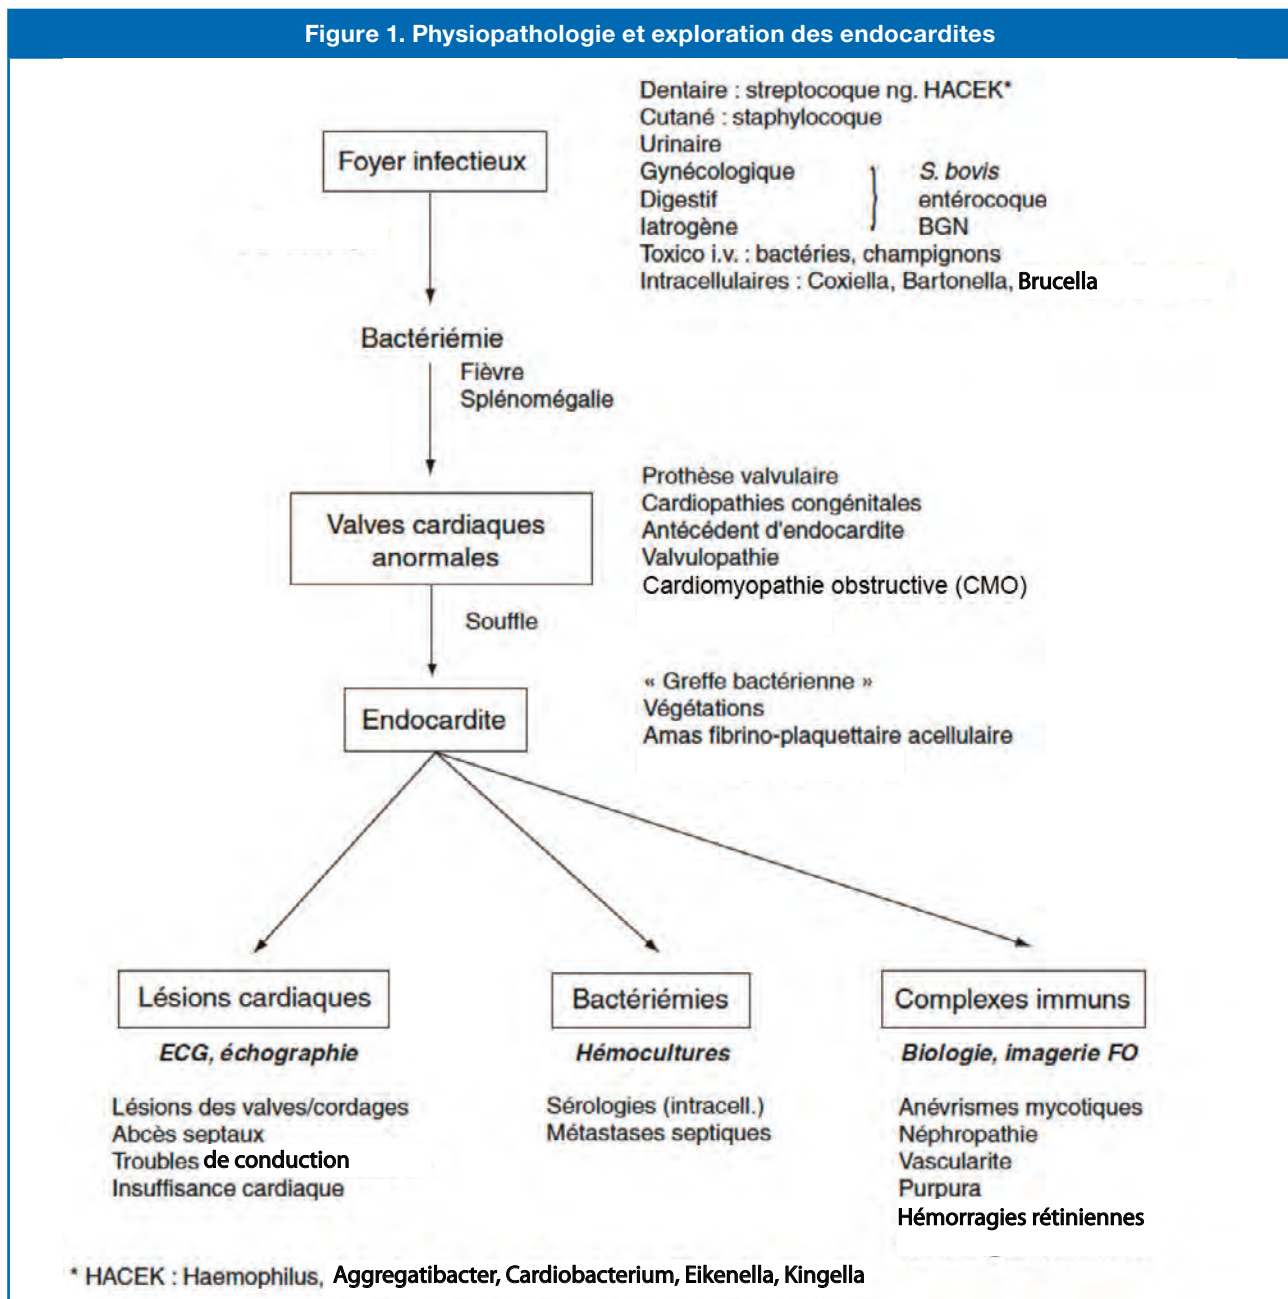 Figure 1. Physiopathologie et exploration des endocardites
Foyer infectieux
Dentaire : streptocoque ng. HACEK*
Cutané : staphylocoque
Urinaire
Gynécologique
Digestif
Iatrogène
S. bovis
entérocoque
BGN
Toxico i.v. : bactéries, champignons
Intracellulaires : Coxiella, Bartonella, Brucella
Bactériémie
Fièvre
Splénomégalie
Valves cardiaques
anormales
Prothèse valvulaire
Cardiopathies congénitales
Antécédent d'endocardite
Valvulopathie
Cardiomyopathie obstructive (CMO)
Souffle
Endocardite
« Greffe bactérienne »
Végétations
Amas fibrino-plaquettaire acellulaire
Lésions cardiaques
ECG, échographie
Lésions des valves/cordages
Abcès septaux
Troubles de conduction
Insuffisance cardiaque
Bactériémies
Hémocultures
Sérologies (intracell.)
Métastases septiques
Complexes immuns
Biologie, imagerie FO
Anévrismes mycotiques
Néphropathie
Vascularite
Purpura
Hémorragies rétiniennes
* HACEK : Haemophilus, Aggregatibacter, Cardiobacterium, Eikenella, Kingella